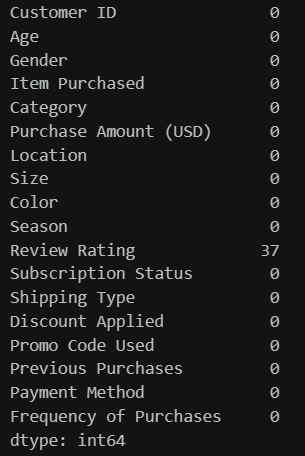 Customer ID 0
Age 0
Gender 0
Item Purchased 0
Category 0
Purchase Amount (USD) 0
Location 0
Size 0
Color 0
Season 0
Review Rating 37
Subscription Status 0
Shipping Type 0
Discount Applied 0
Promo Code Used 0
Previous Purchases 0
Payment Method 0
Frequency of Purchases 0
dtype: int64